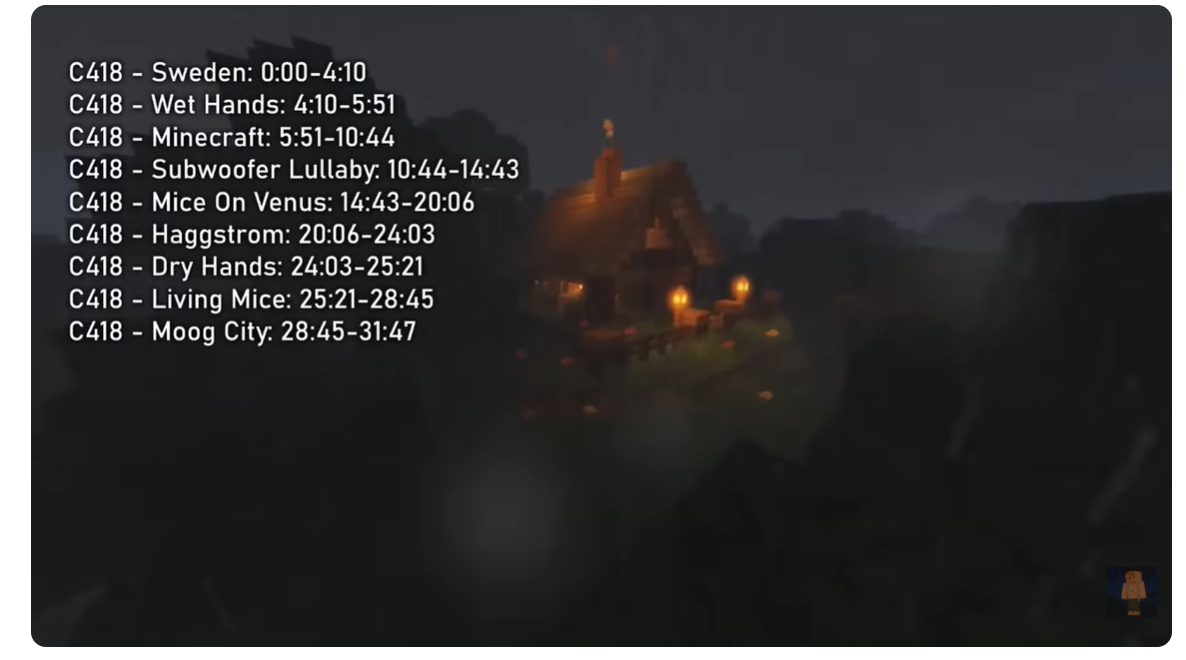 C418 - Sweden: 0:00-4:10
C418 - Wet Hands: 4:10-5:51
C418 - Minecraft: 5:51-10:44
C418 - Subwoofer Lullaby: 10:44-14:43
C418 - Mice On Venus: 14:43-20:06
C418 - Haggstrom: 20:06-24:03
C418 - Dry Hands: 24:03-25:21
C418 - Living Mice: 25:21-28:45
C418 - Moog City: 28:45-31:47